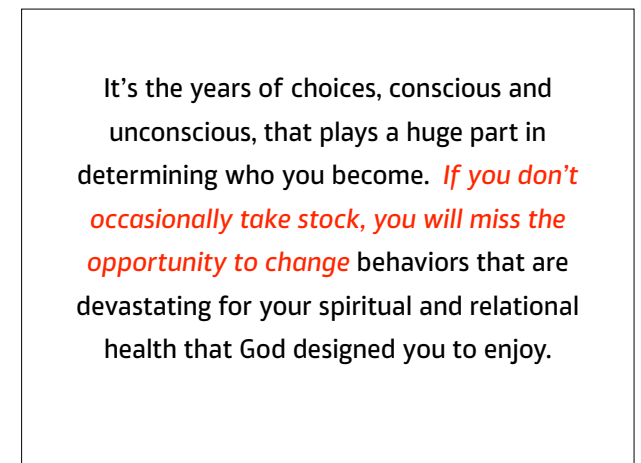 It’s the years of choices, conscious and
unconscious, that plays a huge part in
determining who you become.  If you don’t
occasionally take stock, you will miss the
opportunity to change behaviors that are
devastating for your spiritual and relational
health that God designed you to enjoy.